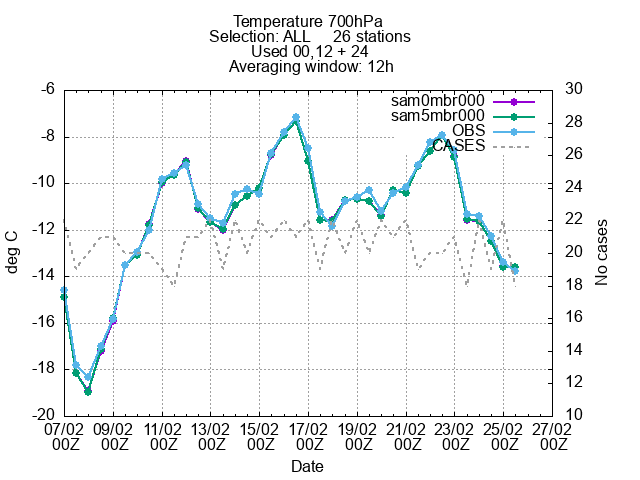 Temperature 700hPa
Selection: ALL 26 stations
Used 00,12 + 24
Averaging window: 12h
sam0mbr000
sam5mbr000
OBS
CASES
-6
-8
-10
-12
-14
-16
-18
-20
30
28
26
24
22
20
18
16
14
12
10
deg C
No cases
07/02 09/02 11/02 13/02 15/02 17/02 19/02 21/02 23/02 25/02 27/02
00Z 00Z 00Z 00Z 00Z 00Z 00Z 00Z 00Z 00Z 00Z
Date